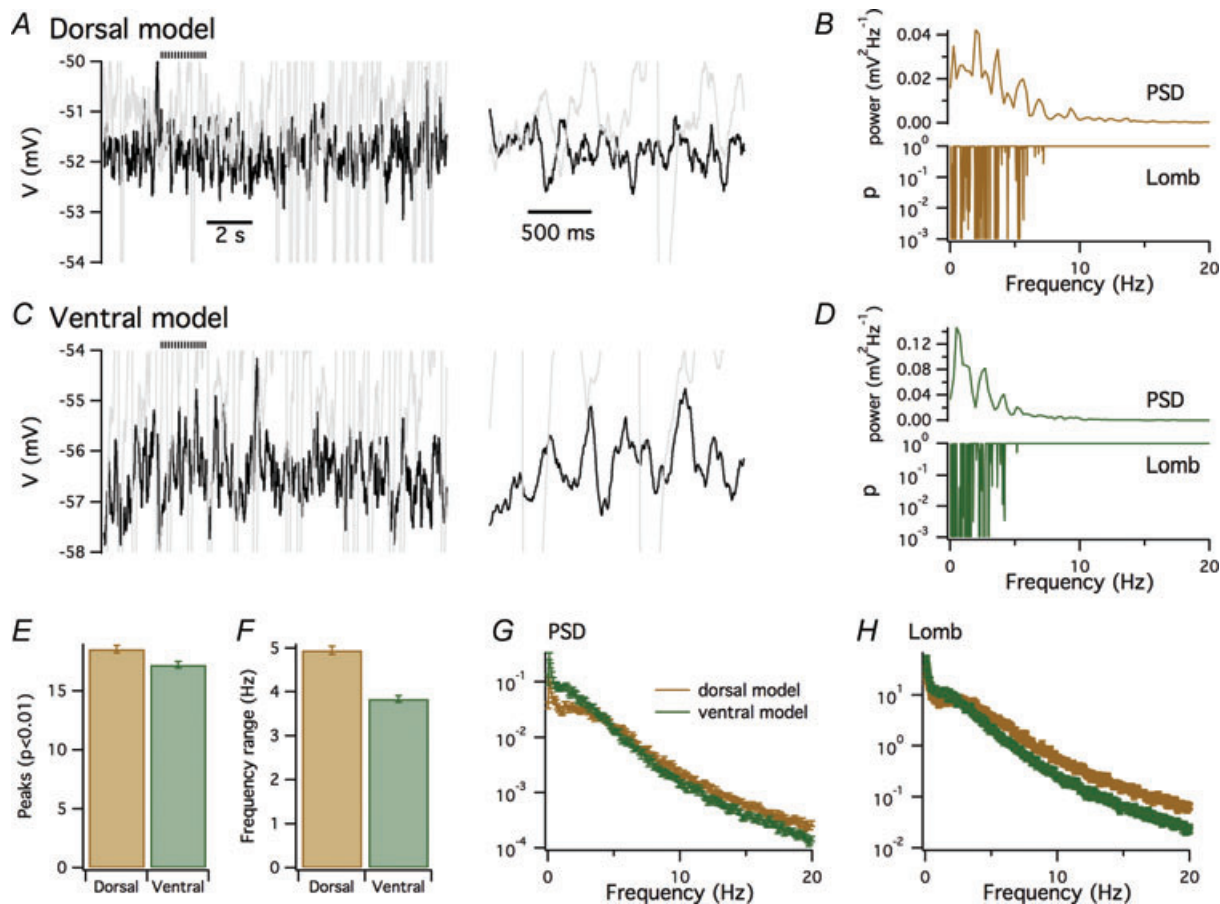 A Dorsal model
-50
-51
-52
-53
-54
V (mV)
2 s
500 ms
B
power (mV²Hz⁻¹)
0.04
0.02
0.00
PSD
p
10⁰
10⁻¹
10⁻²
10⁻³
Lomb
0 10 20
Frequency (Hz)
C Ventral model
-54
-55
-56
-57
-58
V (mV)
D
power (mV²Hz⁻¹)
0.12
0.08
0.04
0.00
PSD
p
10⁰
10⁻¹
10⁻²
10⁻³
Lomb
0 10 20
Frequency (Hz)
E
Peaks (p<0.01)
15
10
5
0
Dorsal Ventral
F
Frequency range (Hz)
5
4
3
2
1
0
Dorsal Ventral
G PSD
10⁻¹
10⁻²
10⁻³
10⁻⁴
dorsal model
ventral model
0 10 20
Frequency (Hz)
H Lomb
10¹
10⁰
10⁻¹
10⁻²
0 10 20
Frequency (Hz)